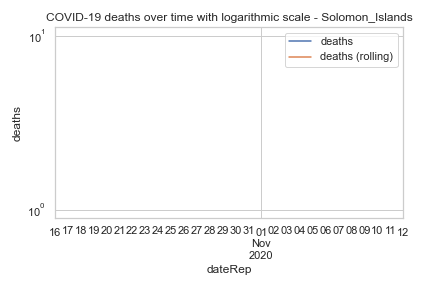 COVID-19 deaths over time with logarithmic scale - Solomon_Islands
10¹
deaths
deaths (rolling)
deaths
10⁰
16 17 18 19 20 21 22 23 24 25 26 27 28 29 30 31 01 02 03 04 05 06 07 08 09 10 11 12
Nov
2020
dateRep